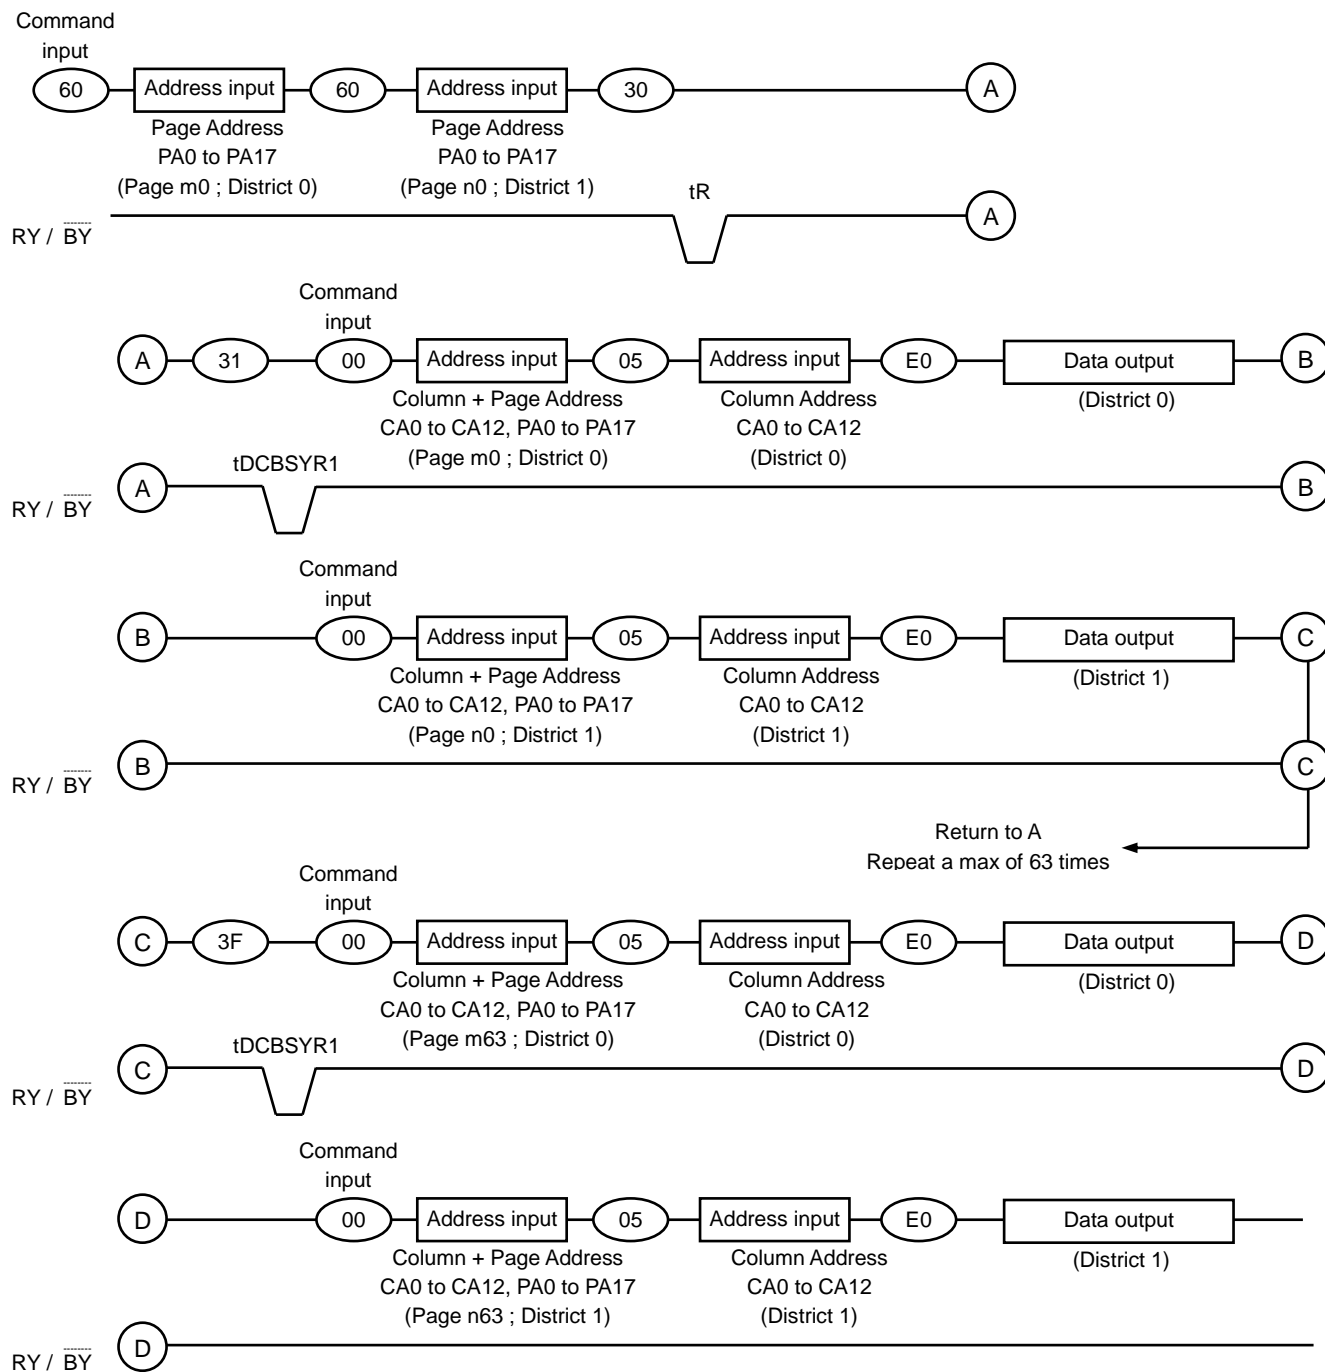 Command
input
60 Address input 60 Address input 30 A
Page Address Page Address
PA0 to PA17 PA0 to PA17
(Page m0 ; District 0) (Page n0 ; District 1)
tR
RY / BY A
Command
input
A 31 00 Address input 05 Address input E0 Data output B
Column + Page Address Column Address (District 0)
CA0 to CA12, PA0 to PA17 CA0 to CA12
(Page m0 ; District 0) (District 0)
tDCBSYR1
RY / BY A B
Command
input
B 00 Address input 05 Address input E0 Data output C
Column + Page Address Column Address (District 1)
CA0 to CA12, PA0 to PA17 CA0 to CA12
(Page n0 ; District 1) (District 1)
RY / BY B C
Return to A
Repeat a max of 63 times
Command
input
C 3F 00 Address input 05 Address input E0 Data output D
Column + Page Address Column Address (District 0)
CA0 to CA12, PA0 to PA17 CA0 to CA12
(Page m63 ; District 0) (District 0)
tDCBSYR1
RY / BY C D
Command
input
D 00 Address input 05 Address input E0 Data output
Column + Page Address Column Address (District 1)
CA0 to CA12, PA0 to PA17 CA0 to CA12
(Page n63 ; District 1) (District 1)
RY / BY D